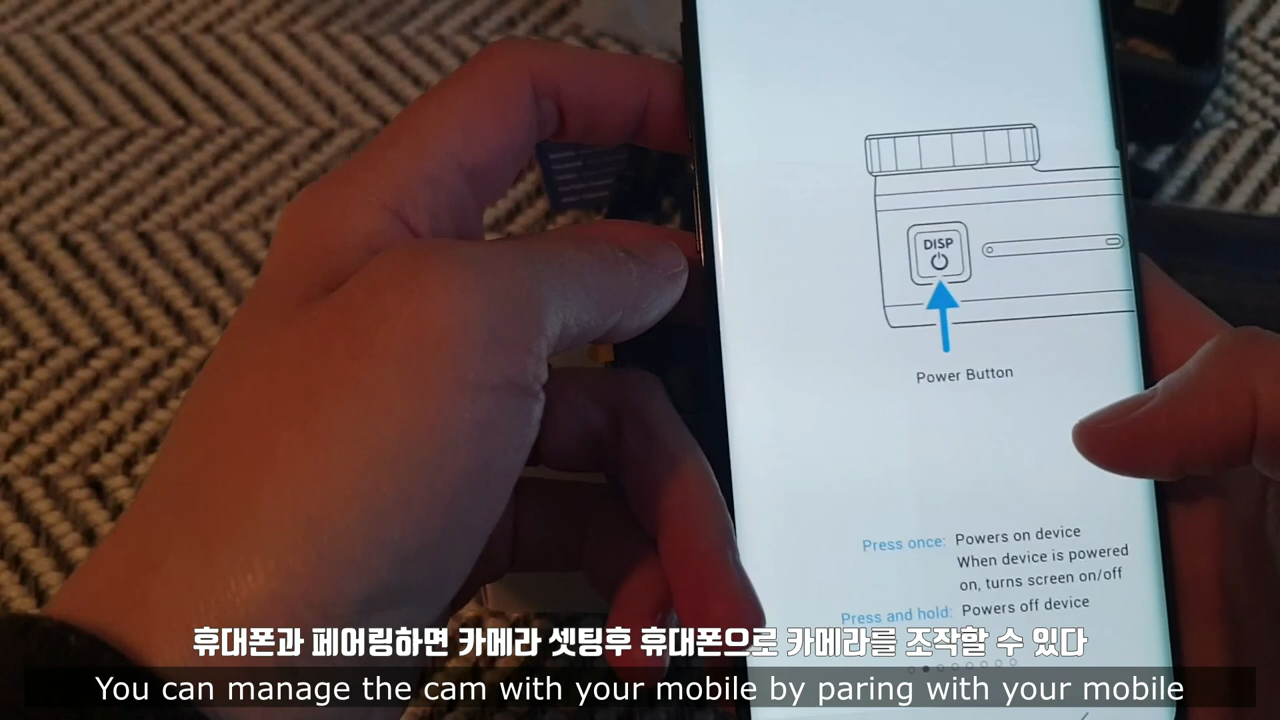 DISP
Power Button
Press once: Powers on device
When device is powered
on, turns screen on/off
Press and hold: Powers off device
휴대폰과 페어링하면 카메라 셋팅후 휴대폰으로 카메라를 조작할 수 있다
You can manage the cam with your mobile by paring with your mobile